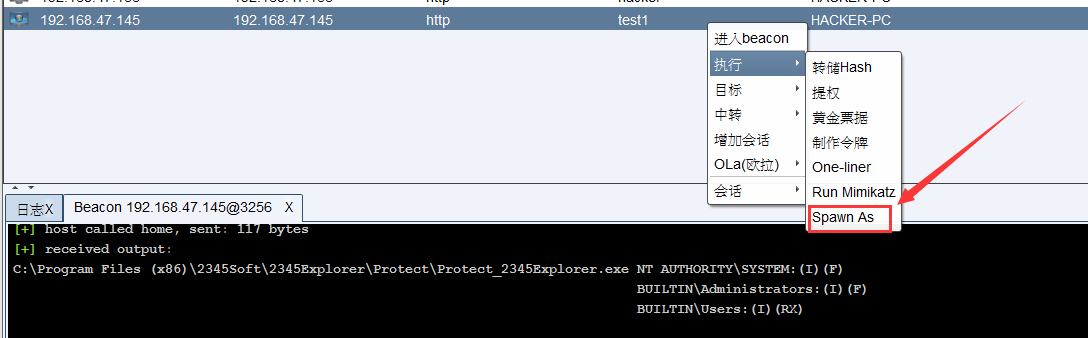 192.168.47.145 192.168.47.145 http test1 HACKER-PC
进入beacon
执行
目标
中转
增加会话
OLa(欧拉)
会话
转储Hash
提权
黄金票据
制作令牌
One-liner
Run Mimikatz
Spawn As
日志X Beacon 192.168.47.145@3256 X
[+] host called home, sent: 117 bytes
[+] received output:
C:\Program Files (x86)\2345Soft\2345Explorer\Protect\Protect_2345Explorer.exe NT AUTHORITY\SYSTEM:(I)(F)
BUILTIN\Administrators:(I)(F)
BUILTIN\Users:(I)(RX)